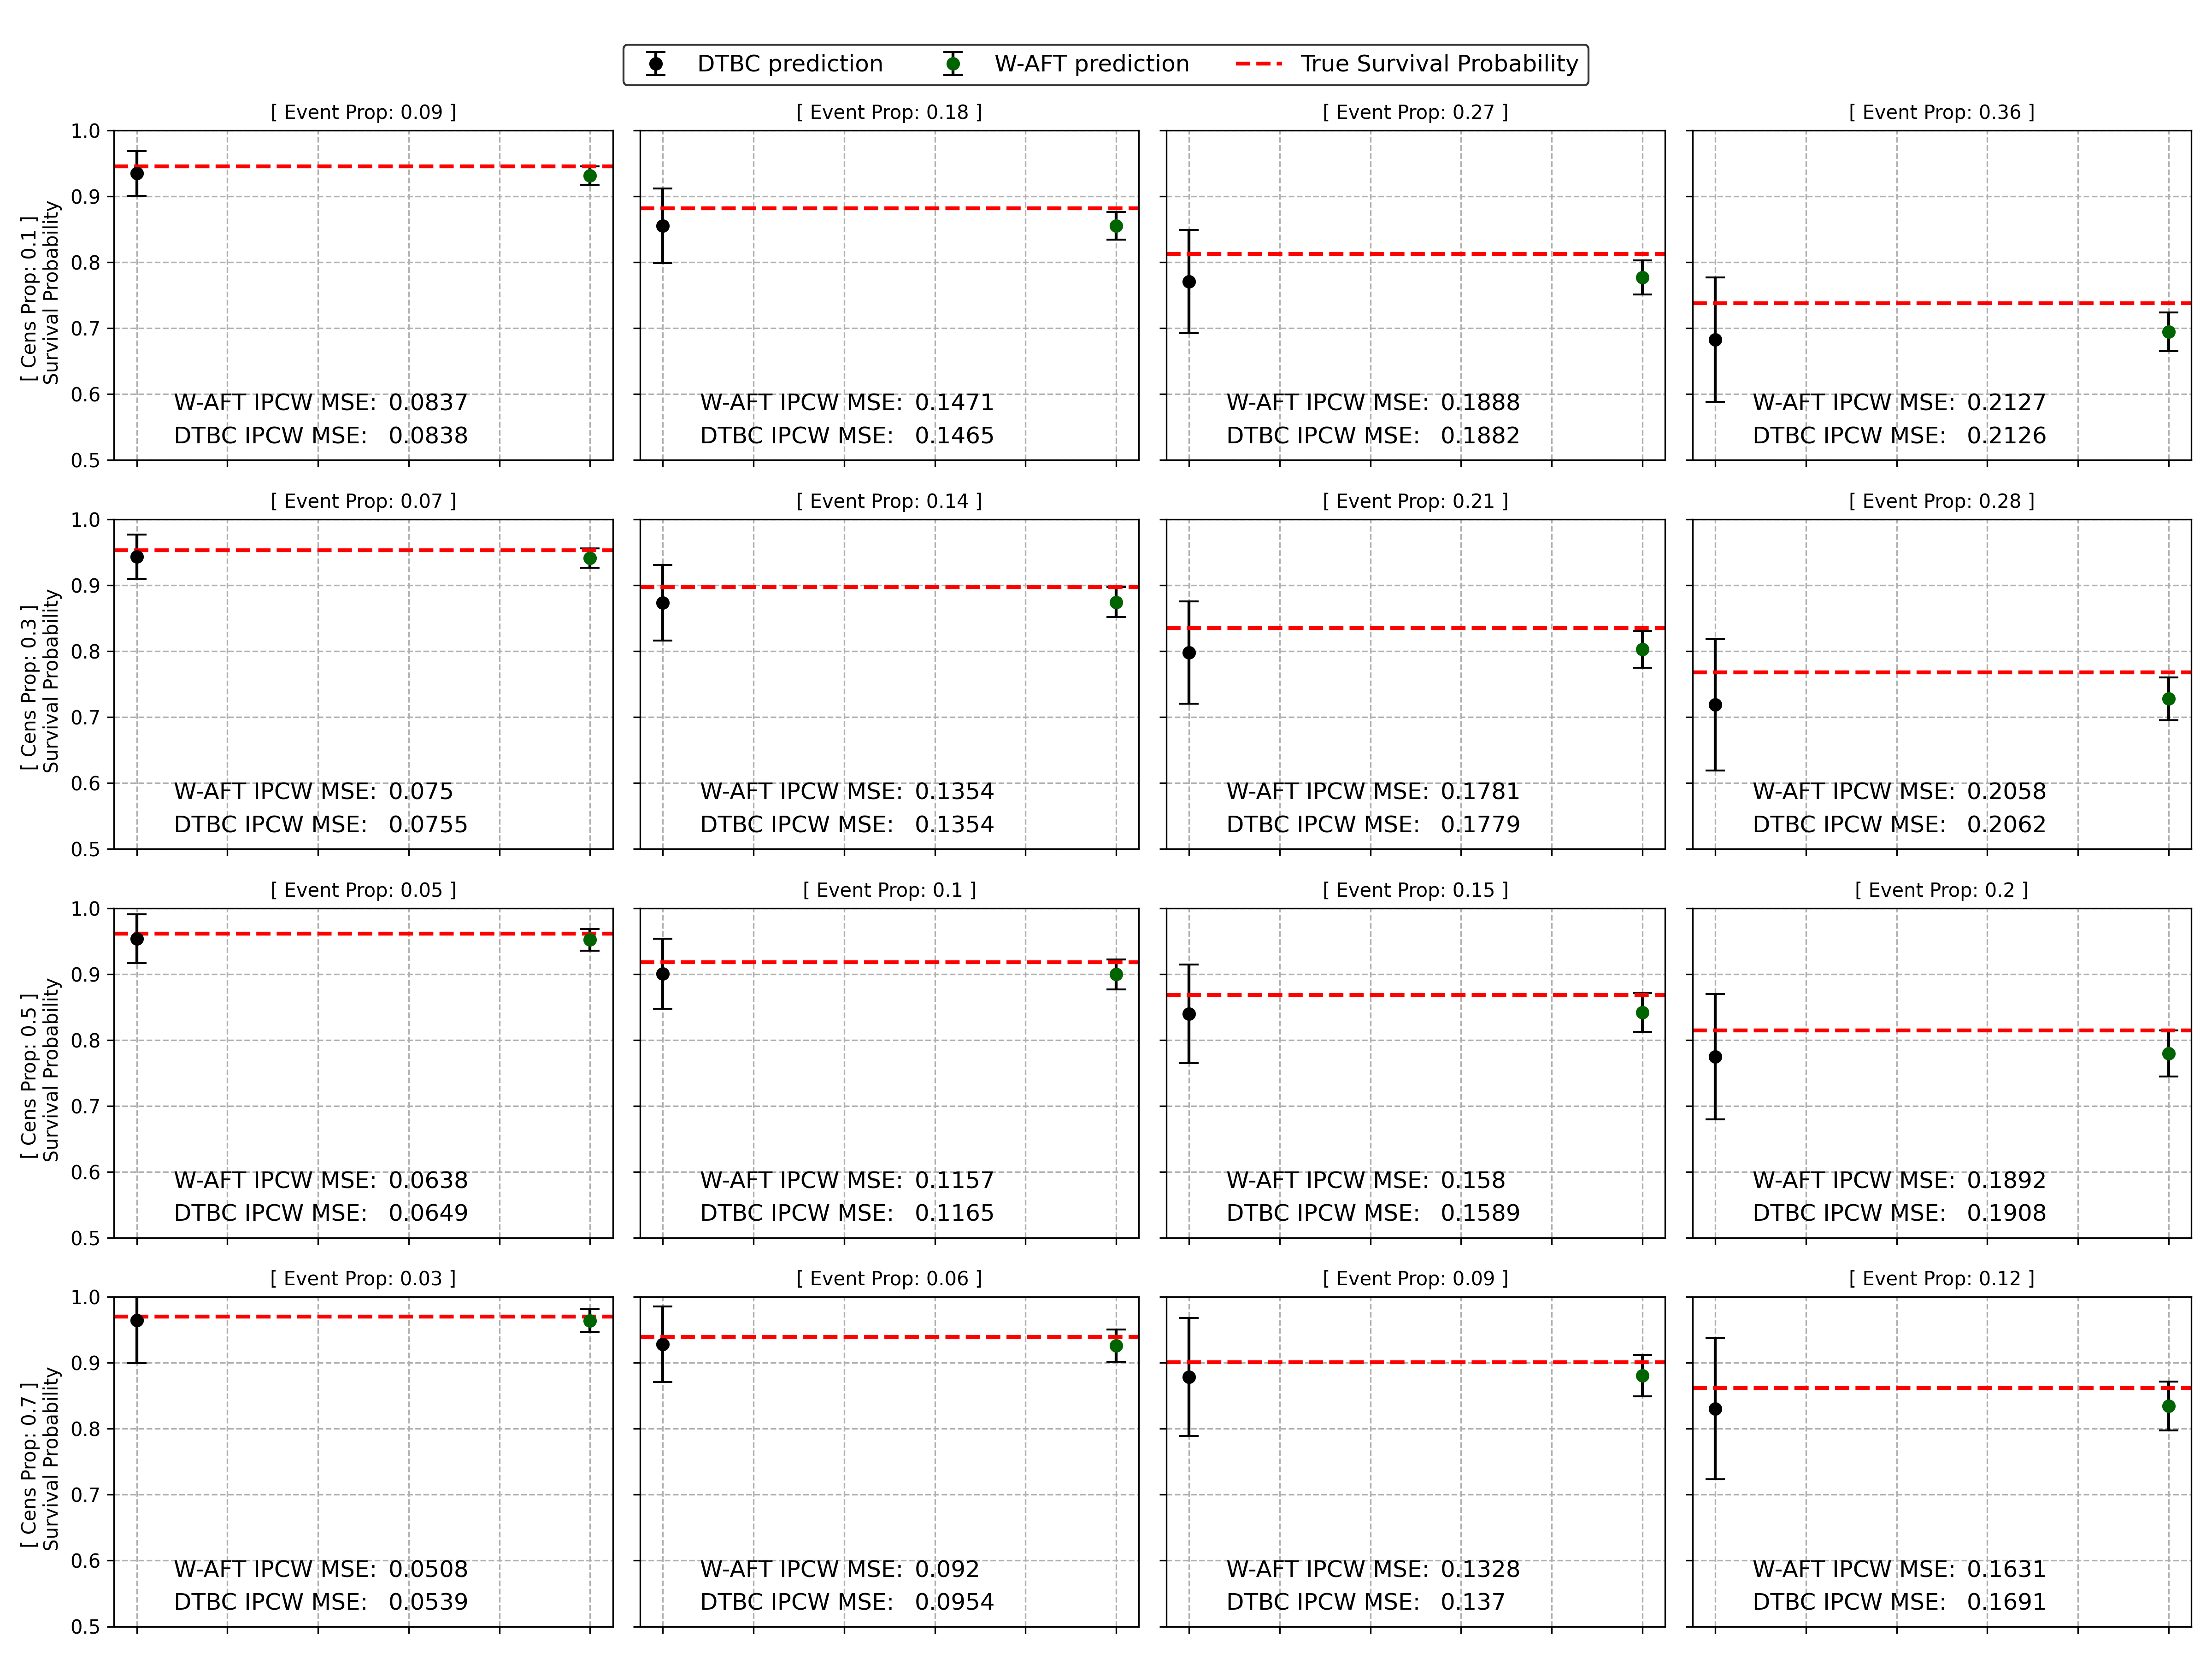 DTBC prediction W-AFT prediction True Survival Probability
[ Event Prop: 0.09 ] [ Event Prop: 0.18 ] [ Event Prop: 0.27 ] [ Event Prop: 0.36 ]
[ Cens Prop: 0.1 ]
Survival Probability
1.0
0.9
0.8
0.7
0.6
0.5
W-AFT IPCW MSE: 0.0837
DTBC IPCW MSE: 0.0838
W-AFT IPCW MSE: 0.1471
DTBC IPCW MSE: 0.1465
W-AFT IPCW MSE: 0.1888
DTBC IPCW MSE: 0.1882
W-AFT IPCW MSE: 0.2127
DTBC IPCW MSE: 0.2126
[ Event Prop: 0.07 ] [ Event Prop: 0.14 ] [ Event Prop: 0.21 ] [ Event Prop: 0.28 ]
[ Cens Prop: 0.3 ]
Survival Probability
1.0
0.9
0.8
0.7
0.6
0.5
W-AFT IPCW MSE: 0.075
DTBC IPCW MSE: 0.0755
W-AFT IPCW MSE: 0.1354
DTBC IPCW MSE: 0.1354
W-AFT IPCW MSE: 0.1781
DTBC IPCW MSE: 0.1779
W-AFT IPCW MSE: 0.2058
DTBC IPCW MSE: 0.2062
[ Event Prop: 0.05 ] [ Event Prop: 0.1 ] [ Event Prop: 0.15 ] [ Event Prop: 0.2 ]
[ Cens Prop: 0.5 ]
Survival Probability
1.0
0.9
0.8
0.7
0.6
0.5
W-AFT IPCW MSE: 0.0638
DTBC IPCW MSE: 0.0649
W-AFT IPCW MSE: 0.1157
DTBC IPCW MSE: 0.1165
W-AFT IPCW MSE: 0.158
DTBC IPCW MSE: 0.1589
W-AFT IPCW MSE: 0.1892
DTBC IPCW MSE: 0.1908
[ Event Prop: 0.03 ] [ Event Prop: 0.06 ] [ Event Prop: 0.09 ] [ Event Prop: 0.12 ]
[ Cens Prop: 0.7 ]
Survival Probability
1.0
0.9
0.8
0.7
0.6
0.5
W-AFT IPCW MSE: 0.0508
DTBC IPCW MSE: 0.0539
W-AFT IPCW MSE: 0.092
DTBC IPCW MSE: 0.0954
W-AFT IPCW MSE: 0.1328
DTBC IPCW MSE: 0.137
W-AFT IPCW MSE: 0.1631
DTBC IPCW MSE: 0.1691